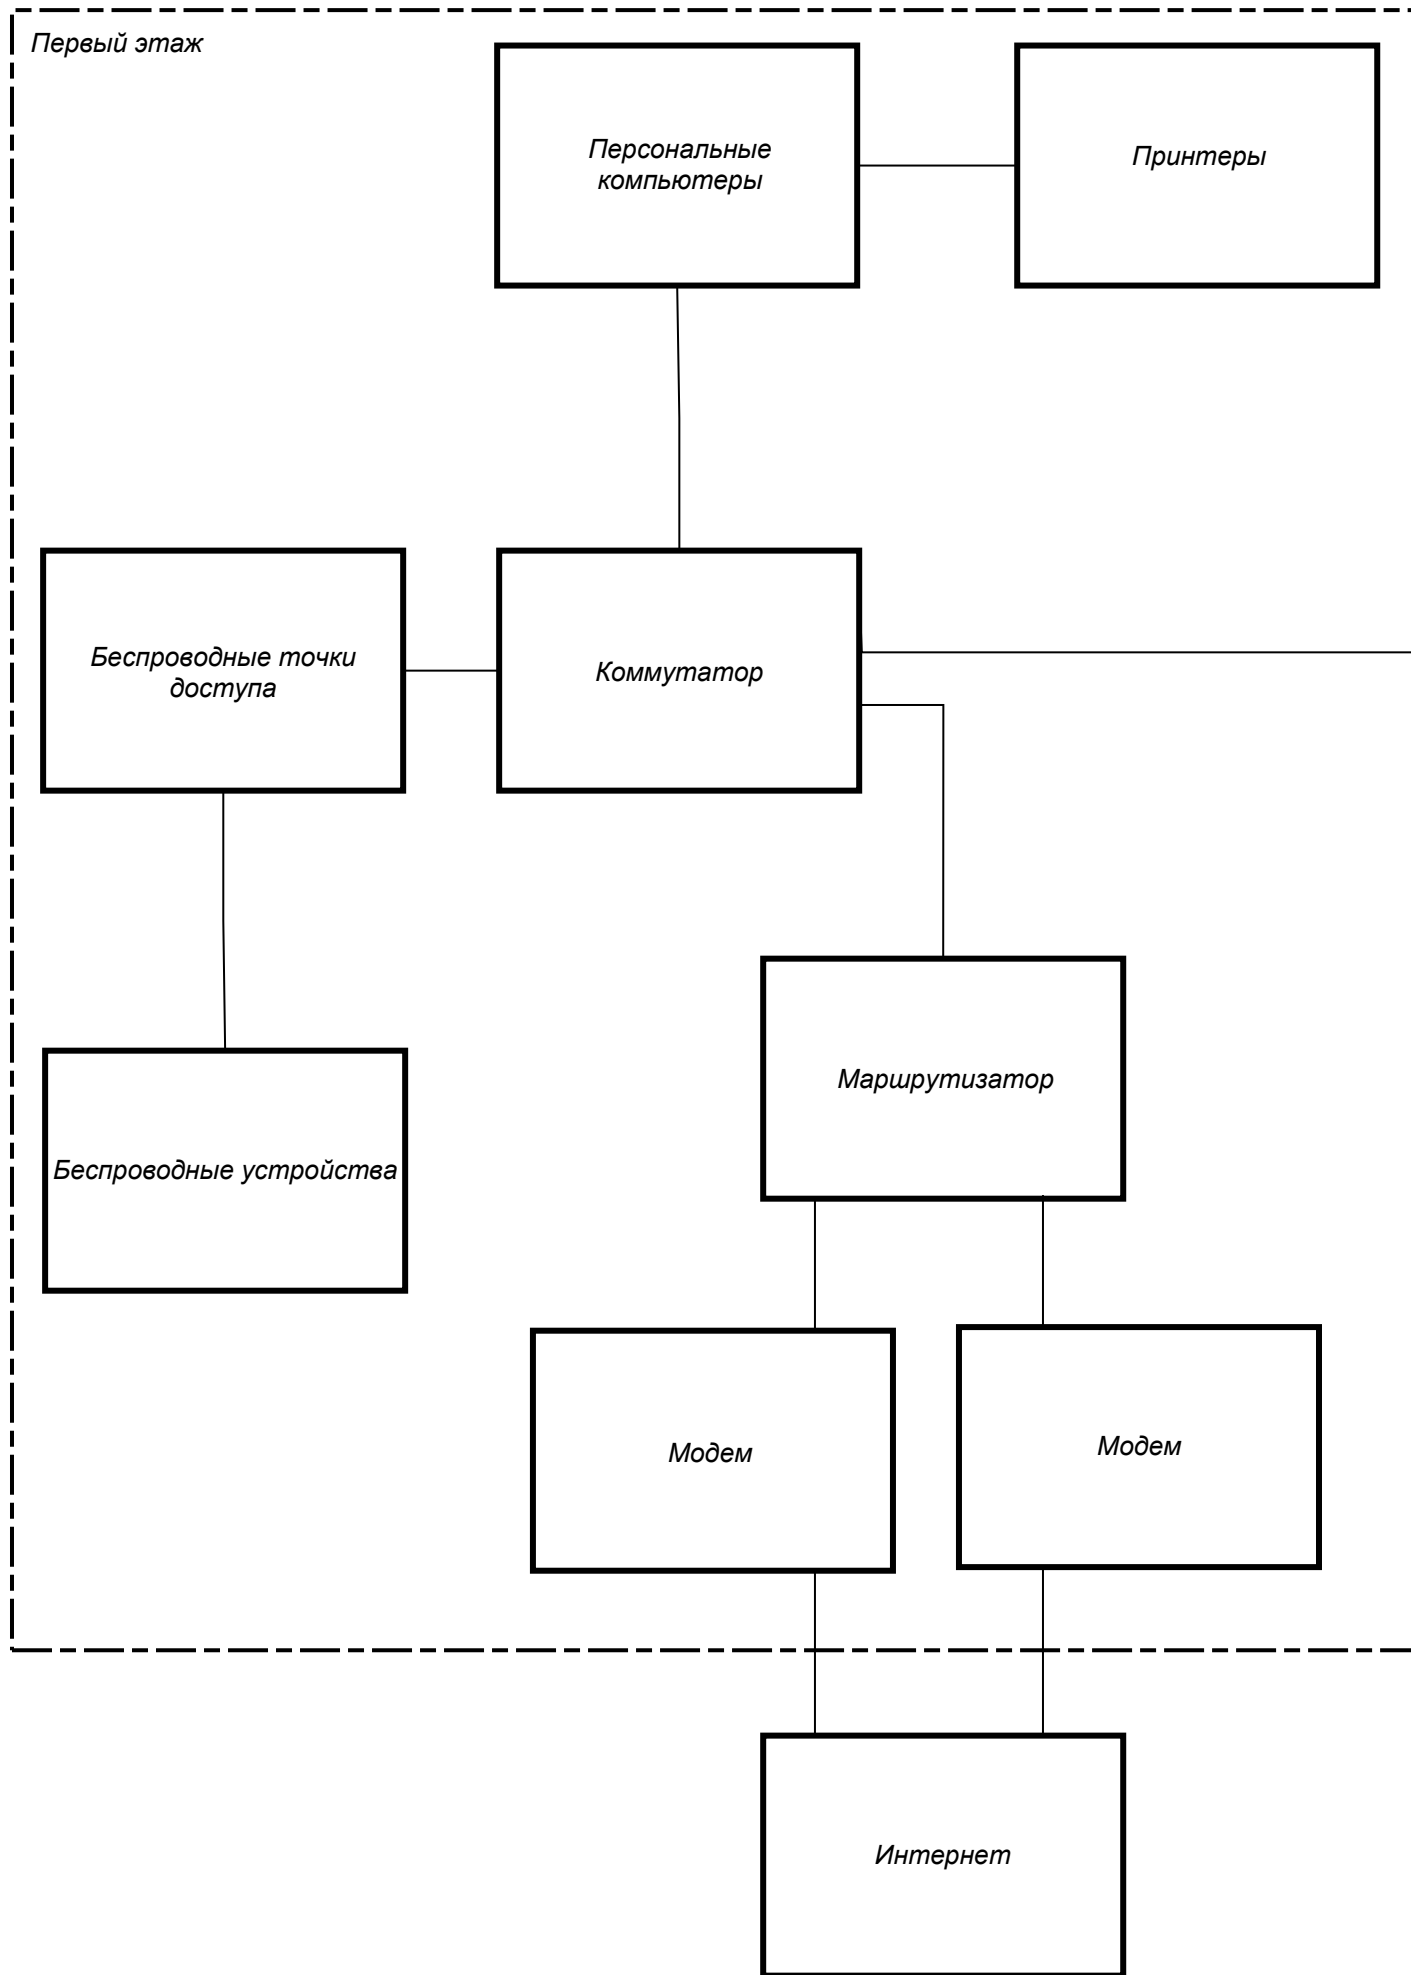 Первый этаж
Персональные
компьютеры
Принтеры
Беспроводные точки
доступа
Коммутатор
Маршрутизатор
Беспроводные устройства
Модем
Модем
Интернет